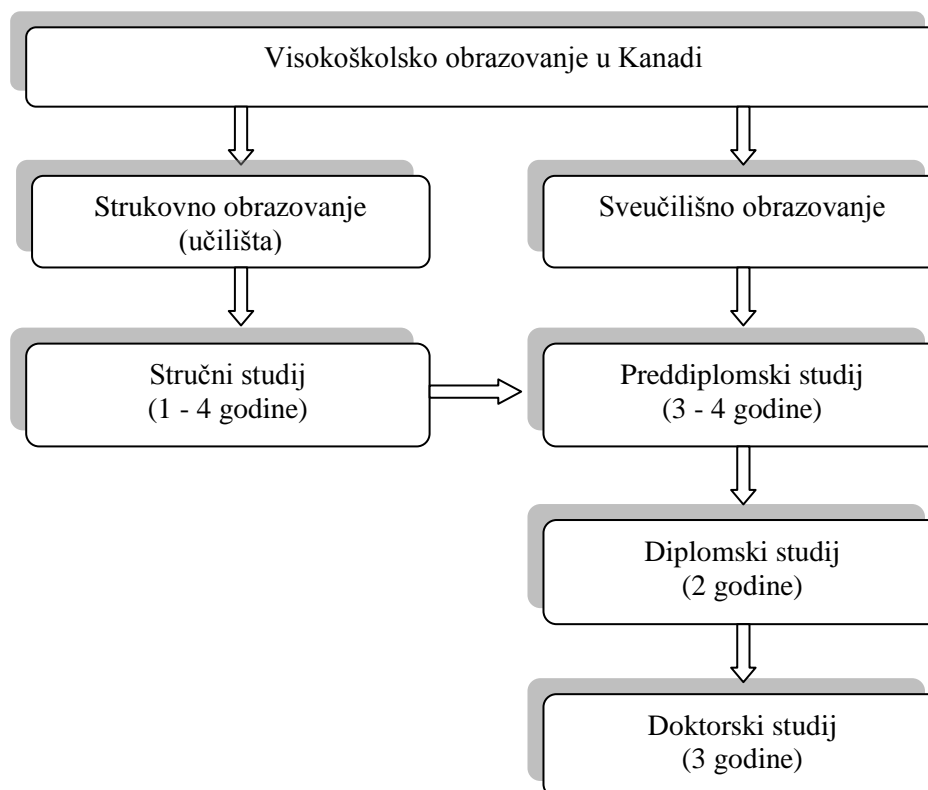 Visokoškolsko obrazovanje u Kanadi
Strukovno obrazovanje
(učilišta)
Sveučilišno obrazovanje
Stručni studij
(1 - 4 godine)
Preddiplomski studij
(3 - 4 godine)
Diplomski studij
(2 godine)
Doktorski studij
(3 godine)